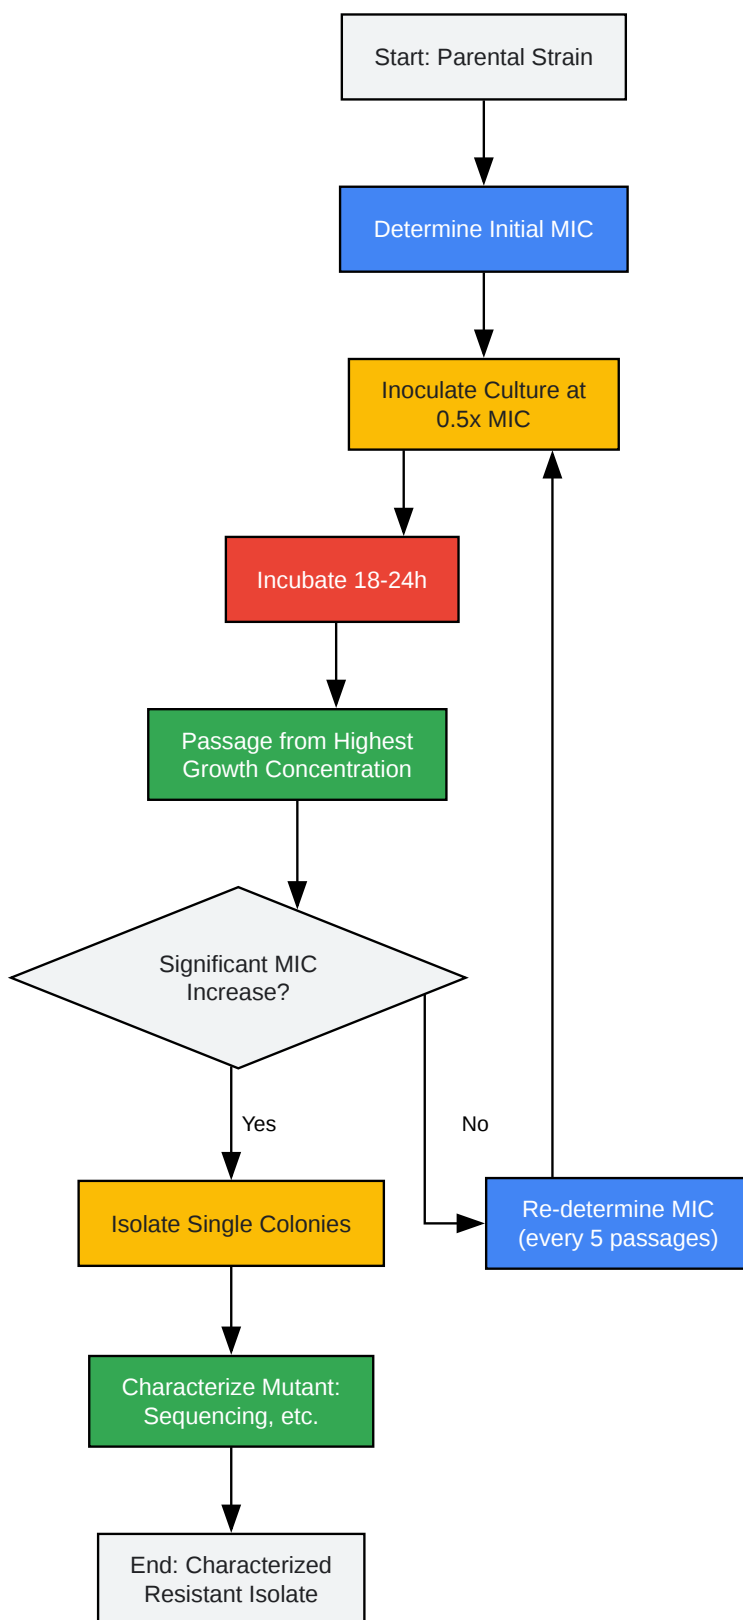 Start: Parental Strain
Determine Initial MIC
Inoculate Culture at
0.5x MIC
Incubate 18-24h
Passage from Highest
Growth Concentration
Significant MIC
Increase?
Yes
No
Isolate Single Colonies
Re-determine MIC
(every 5 passages)
Characterize Mutant:
Sequencing, etc.
End: Characterized
Resistant Isolate